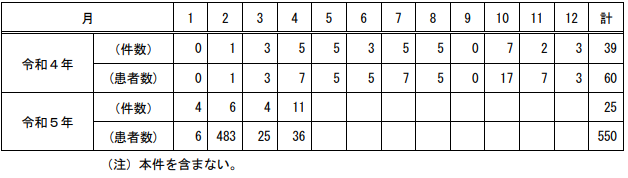 月 1 2 3 4 5 6 7 8 9 10 11 12 計
令和４年 （件数） 0 1 3 5 5 3 5 5 0 7 2 3 39
（患者数） 0 1 3 7 5 5 7 5 0 17 7 3 60
令和５年 （件数） 4 6 4 11 25
（患者数） 6 483 25 36 550
（注）本件を含まない。